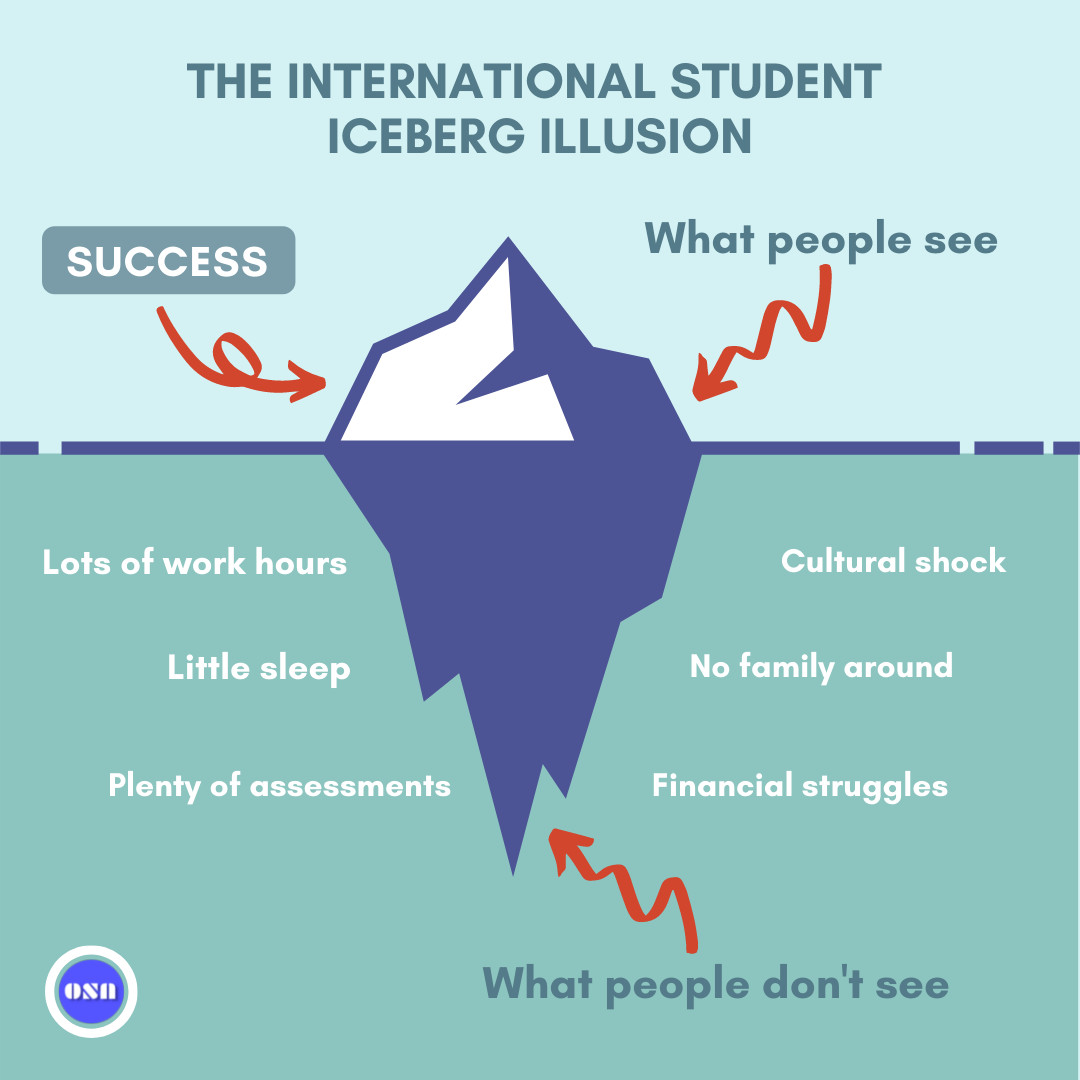 THE INTERNATIONAL STUDENT
ICEBERG ILLUSION
SUCCESS
What people see
Lots of work hours
Cultural shock
Little sleep
No family around
Plenty of assessments
Financial struggles
What people don't see
OSA